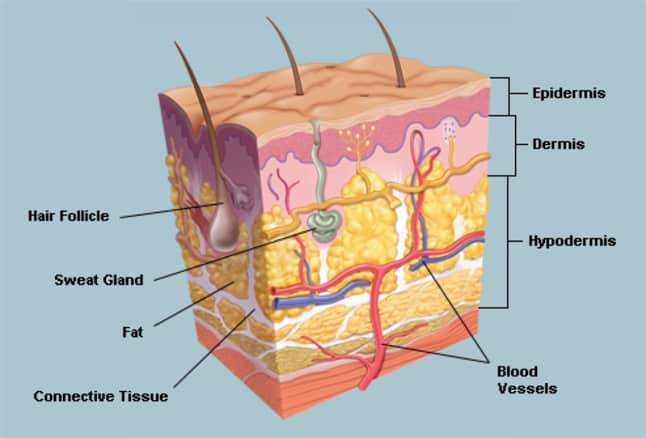 Epidermis
Dermis
Hair Follicle
Hypodermis
Sweat Gland
Fat
Blood
Vessels
Connective Tissue